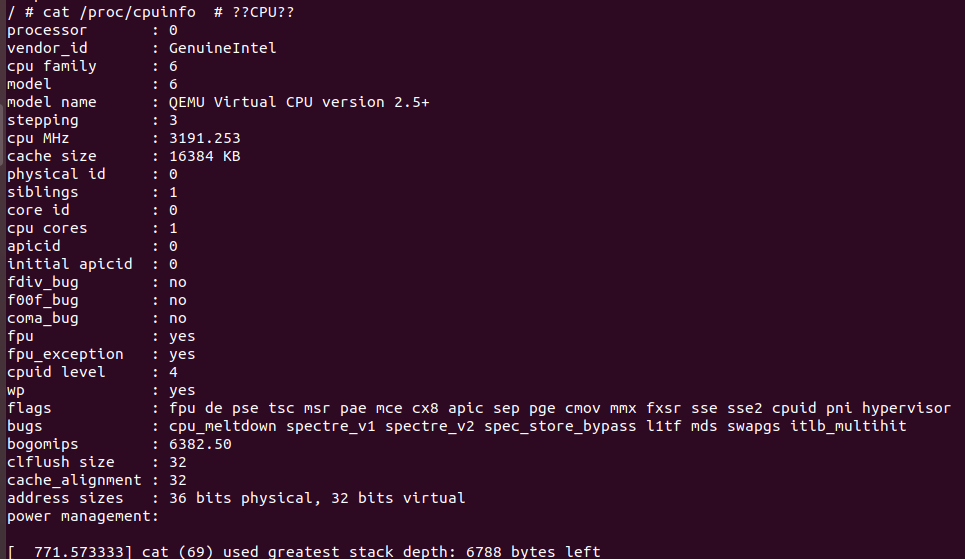 / # cat /proc/cpuinfo  # ??CPU??
processor       : 0
vendor_id       : GenuineIntel
cpu family      : 6
model           : 6
model name      : QEMU Virtual CPU version 2.5+
stepping        : 3
cpu MHz         : 3191.253
cache size      : 16384 KB
physical id     : 0
siblings        : 1
core id         : 0
cpu cores       : 1
apicid          : 0
initial apicid  : 0
fdiv_bug        : no
f00f_bug        : no
coma_bug        : no
fpu             : yes
fpu_exception   : yes
cpuid level     : 4
wp              : yes
flags           : fpu de pse tsc msr pae mce cx8 apic sep pge cmov mmx fxsr sse sse2 cpuid pni hypervisor
bugs            : cpu_meltdown spectre_v1 spectre_v2 spec_store_bypass l1tf mds swapgs itlb_multihit
bogomips        : 6382.50
clflush size    : 32
cache_alignment : 32
address sizes   : 36 bits physical, 32 bits virtual
power management:
[  771.573333] cat (69) used greatest stack depth: 6788 bytes left